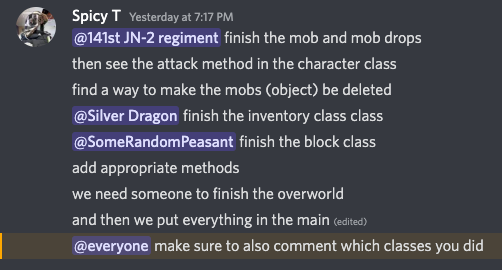 Spicy T Yesterday at 7:17 PM
@141st JN-2 regiment finish the mob and mob drops
then see the attack method in the character class
find a way to make the mobs (object) be deleted
@Silver Dragon finish the inventory class class
@SomeRandomPeasant finish the block class
add appropriate methods
we need someone to finish the overworld
and then we put everything in the main (edited)
@everyone make sure to also comment which classes you did